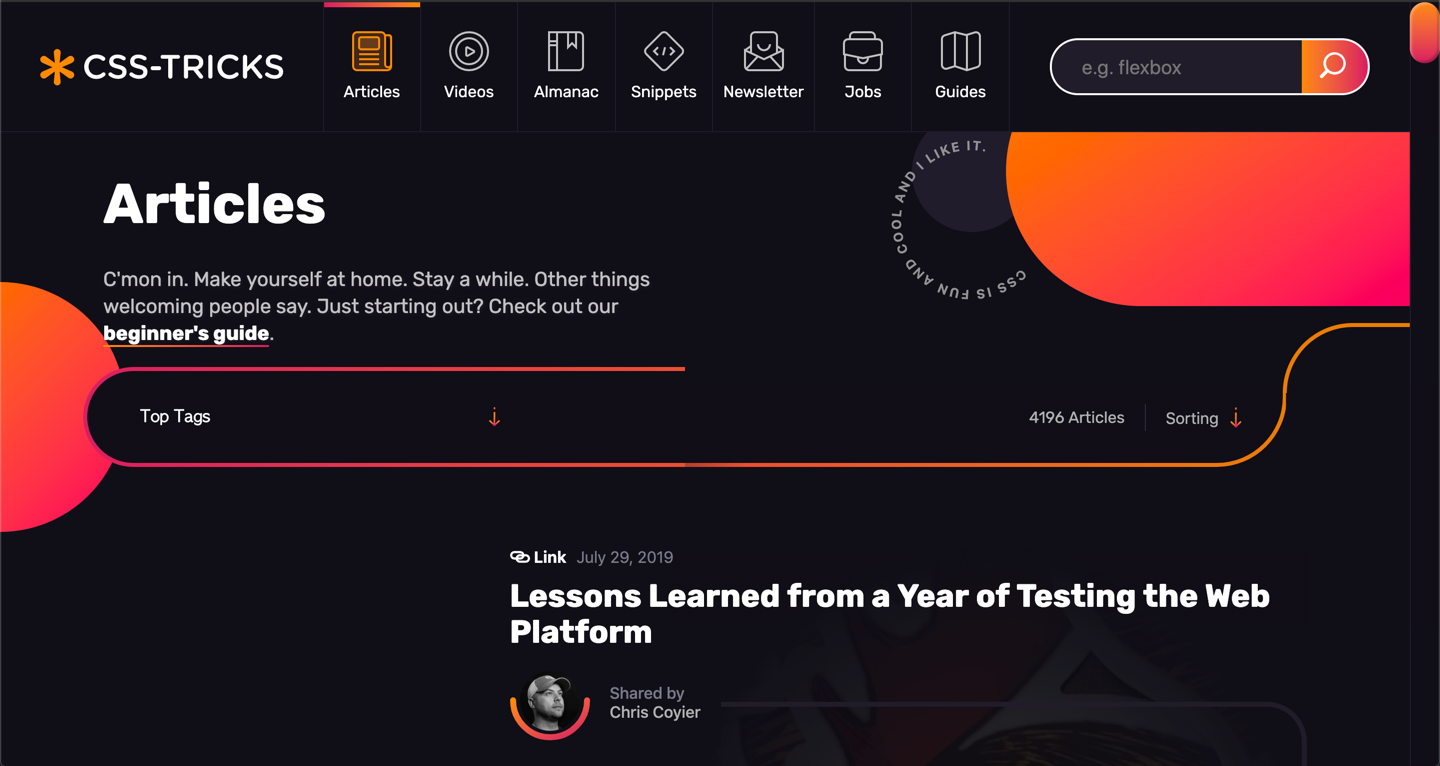 CSS-TRICKS
Articles
Videos
Almanac
Snippets
Newsletter
Jobs
Guides
e.g. flexbox
CSS IS FUN AND COOL AND I LIKE IT.
Articles
C'mon in. Make yourself at home. Stay a while. Other things
welcoming people say. Just starting out? Check out our
beginner's guide.
Top Tags
4196 Articles
Sorting
Link July 29, 2019
Lessons Learned from a Year of Testing the Web
Platform
Shared by
Chris Coyier